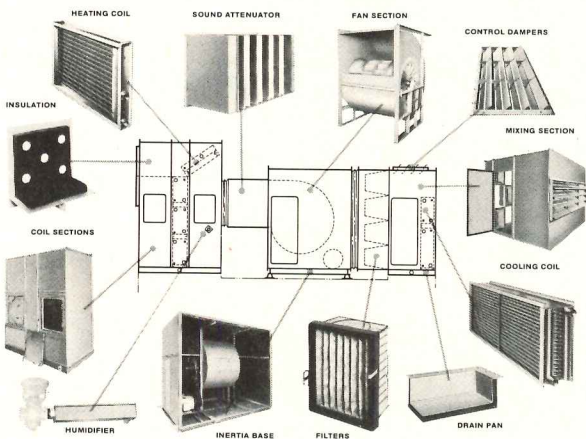 HEATING COIL
SOUND ATTENUATOR
FAN SECTION
CONTROL DAMPERS
INSULATION
MIXING SECTION
COIL SECTIONS
COOLING COIL
HUMIDIFIER
INERTIA BASE
FILTERS
DRAIN PAN